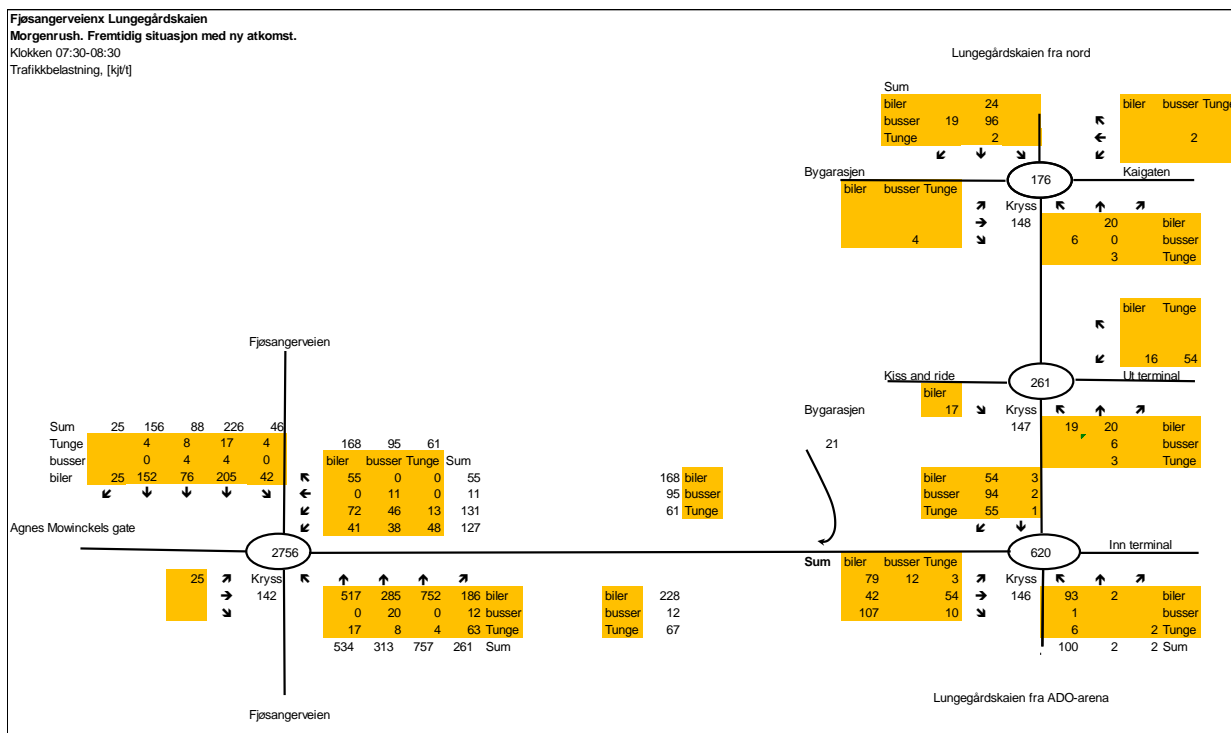 Fjøsangerveienx Lungegårdskaien
Morgenrush. Fremtidig situasjon med ny atkomst.
Klokken 07:30-08:30
Trafikkbelastning, [kjt/t]
Lungegårdskaien fra nord
Sum
biler 24
busser 19 96
Tunge 2
biler busser Tunge
2
Bygarasjen
176
Kaigaten
biler busser Tunge
4
Kryss
148
20 biler
6 0 busser
3 Tunge
biler Tunge
16 54
Fjøsangerveien
Kiss and ride
261
Ut terminal
biler
17
Kryss
147
19 20 biler
6 busser
3 Tunge
Bygarasjen
21
Sum 25 156 88 226 46
Tunge 4 8 17 4
busser 0 4 4 0
biler 25 152 76 205 42
168 95 61
biler busser Tunge Sum
55 0 0 55
0 11 0 11
72 46 13 131
41 38 48 127
168 biler
95 busser
61 Tunge
biler 54 3
busser 94 2
Tunge 55 1
Agnes Mowinckels gate
2756
620
Inn terminal
Sum biler busser Tunge
79 12 3
42 54
107 10
25
Kryss
142
517 285 752 186 biler
0 20 0 12 busser
17 8 4 63 Tunge
534 313 757 261 Sum
biler 228
busser 12
Tunge 67
Kryss
146
93 2 biler
1 busser
6 2 Tunge
100 2 2 Sum
Lungegårdskaien fra ADO-arena
Fjøsangerveien